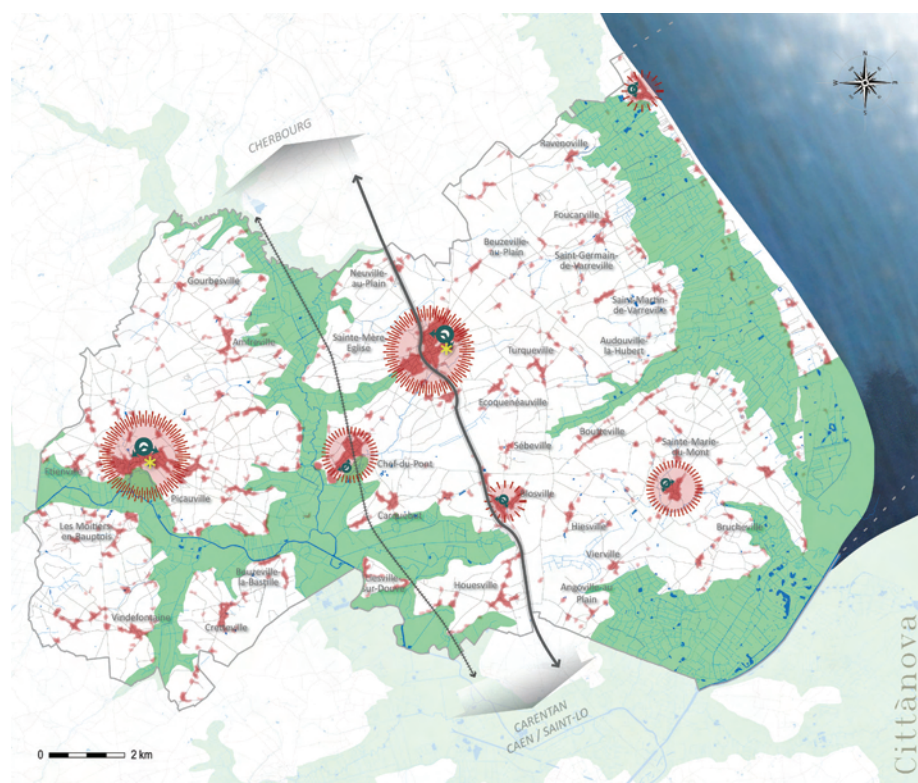 N
CHERBOURG
Ravenoville
Foucarville
Beuzeville-
au-Plain
Saint-Germain-
de-Varreville
Neuville-
au-Plain
Gourbesville
Saint-Martin-
de-Varreville
Sainte-Mère-
Eglise
Amfreville
Audouville-
la-Hubert
Turqueville
Ecoquenéauville
Boutteville
Sainte-Marie-
du-Mont
Sébeville
Chef-du-Pont
Etienville
Picauville
Blosville
Carquebut
Les Moitiers-
en-Bauptois
Hiesville
Brucheville
Vierville
Beuzeville-
la-Bastille
Liesville-
sur-Douve
Houesville
Angoville-au
Plain
Vindefontaine
Cretteville
CARENTAN
CAEN / SAINT-LO
0 2 km
Cittànova